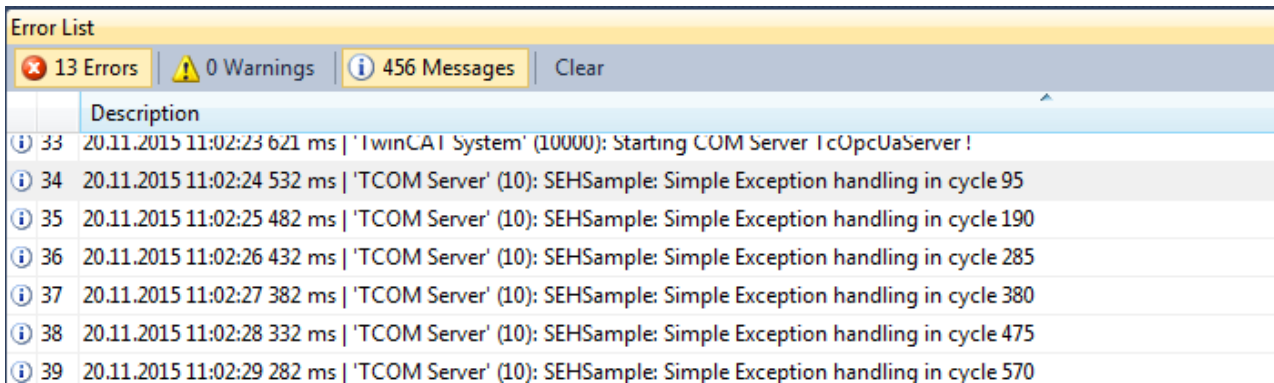 Error List
13 Errors 0 Warnings 456 Messages Clear
Description
33 20.11.2015 11:02:23 621 ms | 'TwinCAT System' (10000): Starting COM Server TcOpcUaServer !
34 20.11.2015 11:02:24 532 ms | 'TCOM Server' (10): SEHSample: Simple Exception handling in cycle 95
35 20.11.2015 11:02:25 482 ms | 'TCOM Server' (10): SEHSample: Simple Exception handling in cycle 190
36 20.11.2015 11:02:26 432 ms | 'TCOM Server' (10): SEHSample: Simple Exception handling in cycle 285
37 20.11.2015 11:02:27 382 ms | 'TCOM Server' (10): SEHSample: Simple Exception handling in cycle 380
38 20.11.2015 11:02:28 332 ms | 'TCOM Server' (10): SEHSample: Simple Exception handling in cycle 475
39 20.11.2015 11:02:29 282 ms | 'TCOM Server' (10): SEHSample: Simple Exception handling in cycle 570